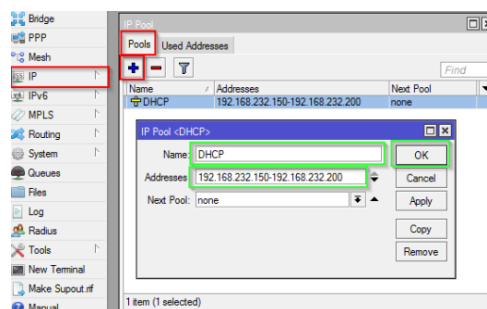 Bridge
PPP
Mesh
IP
IPv6
MPLS
Routing
System
Queues
Files
Log
Radius
Tools
New Terminal
Make Supout.rif
Manual
IP Pool
Pools Used Addresses
Find
Name Addresses Next Pool
DHCP 192.168.232.150-192.168.232.200 none
IP Pool <DHCP>
Name: DHCP OK
Addresses: 192.168.232.150-192.168.232.200 Cancel
Next Pool: none Apply
Copy
Remove
1 item (1 selected)